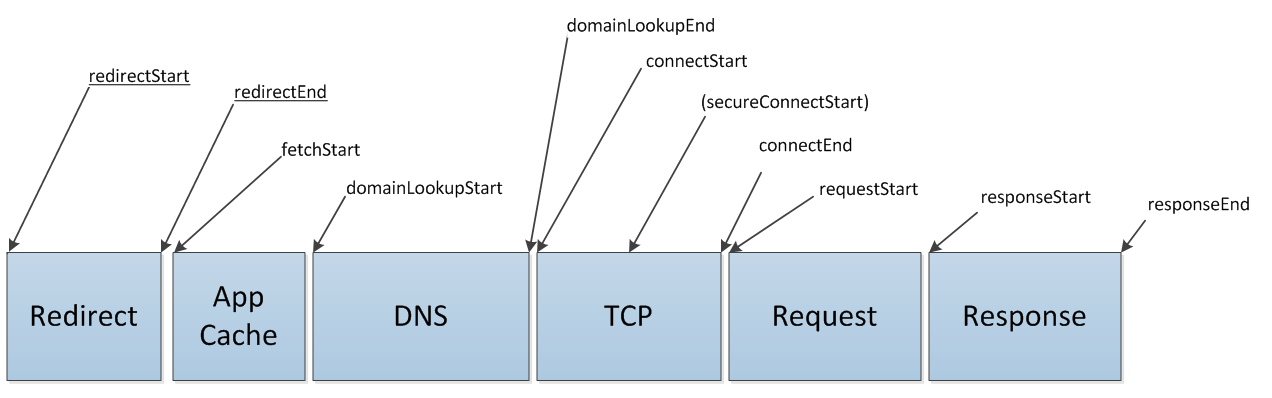 domainLookupEnd
connectStart
redirectStart
redirectEnd
(secureConnectStart)
fetchStart
connectEnd
domainLookupStart
requestStart
responseStart
responseEnd
Redirect
App
Cache
DNS
TCP
Request
Response